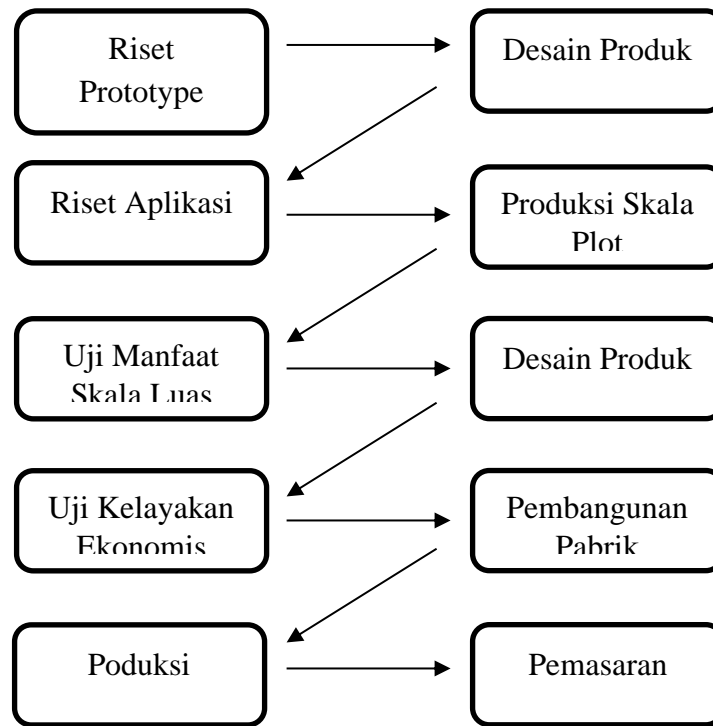 Riset
Prototype
Desain Produk
Riset Aplikasi
Produksi Skala
Plot
Uji Manfaat
Skala Luas
Desain Produk
Uji Kelayakan
Ekonomis
Pembangunan
Pabrik
Poduksi
Pemasaran